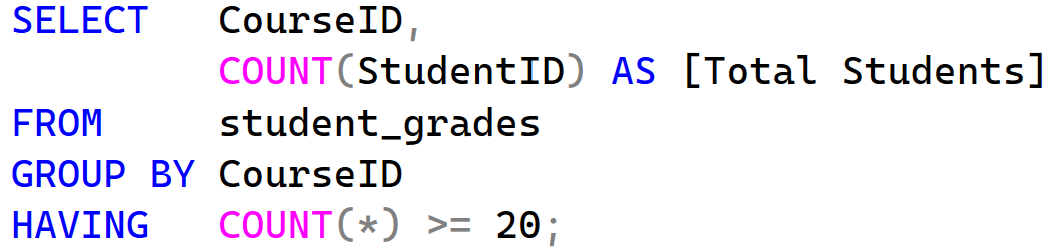 SELECT   CourseID,
         COUNT(StudentID) AS [Total Students]
FROM     student_grades
GROUP BY CourseID
HAVING   COUNT(*) >= 20;